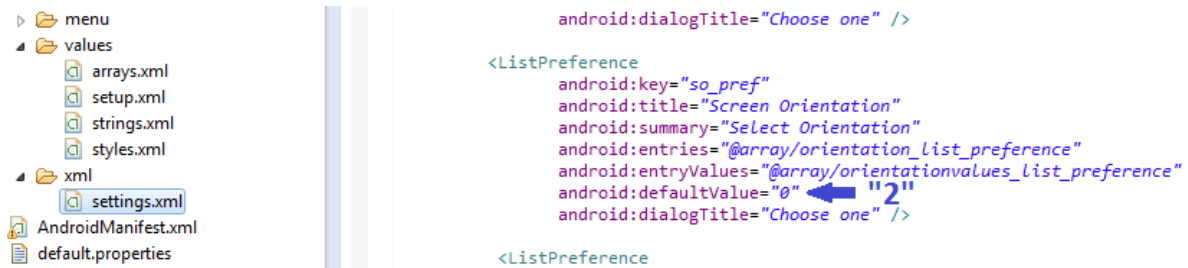 menu
values
arrays.xml
setup.xml
strings.xml
styles.xml
xml
settings.xml
AndroidManifest.xml
default.properties
android:dialogTitle="Choose one" />
<ListPreference
android:key="so_pref"
android:title="Screen Orientation"
android:summary="Select Orientation"
android:entries="@array/orientation_list_preference"
android:entryValues="@array/orientationvalues_list_preference"
android:defaultValue="0" "2"
android:dialogTitle="Choose one" />
<ListPreference